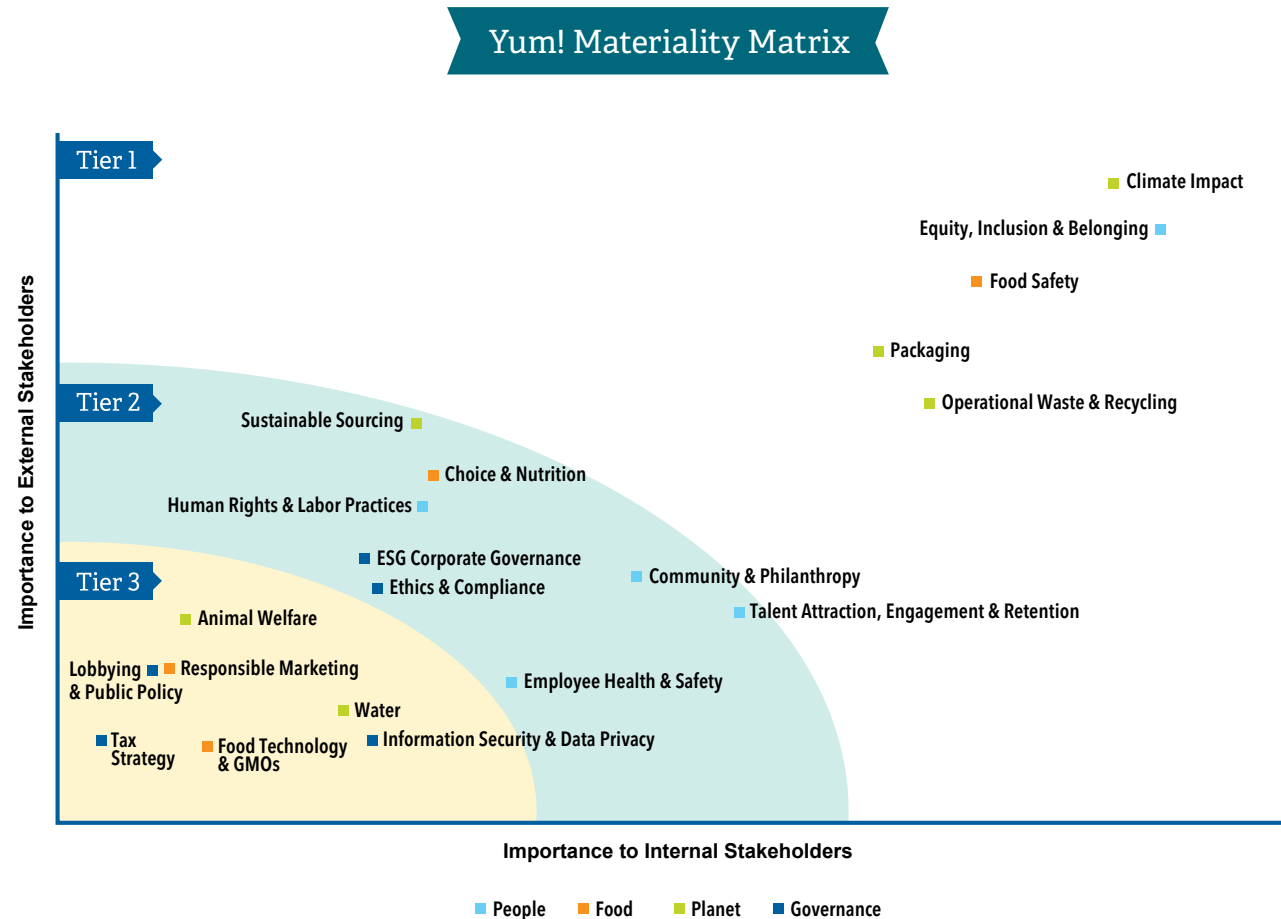 Yum! Materiality Matrix
Tier 1
Climate Impact
Equity, Inclusion & Belonging
Food Safety
Packaging
Tier 2
Operational Waste & Recycling
Sustainable Sourcing
Choice & Nutrition
Human Rights & Labor Practices
ESG Corporate Governance
Tier 3
Community & Philanthropy
Ethics & Compliance
Talent Attraction, Engagement & Retention
Animal Welfare
Lobbying
& Public Policy
Responsible Marketing
Employee Health & Safety
Water
Tax
Strategy
Food Technology
& GMOs
Information Security & Data Privacy
Importance to External Stakeholders
Importance to Internal Stakeholders
People
Food
Planet
Governance